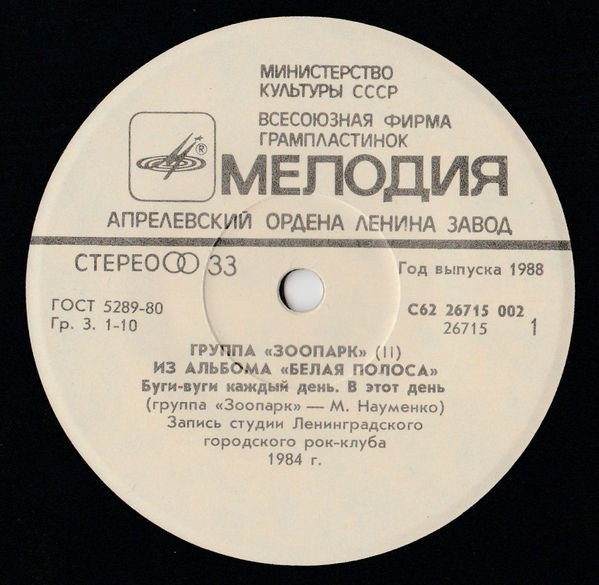 МИНИСТЕРСТВО
КУЛЬТУРЫ СССР
ВСЕСОЮЗНАЯ ФИРМА
ГРАМПЛАСТИНОК
®
МЕЛОДИЯ
АПРЕЛЕВСКИЙ ОРДЕНА ЛЕНИНА ЗАВОД
СТЕРЕО 33
Год выпуска 1988
ГОСТ 5289-80
Гр. 3. 1-10
С62 26715 002
26715 1
ГРУППА «ЗООПАРК» (11)
ИЗ АЛЬБОМА «БЕЛАЯ ПОЛОСА»
Буги-вуги каждый день. В этот день
(группа «Зоопарк» — М. Науменко)
Запись студии Ленинградского
городского рок-клуба
1984 г.